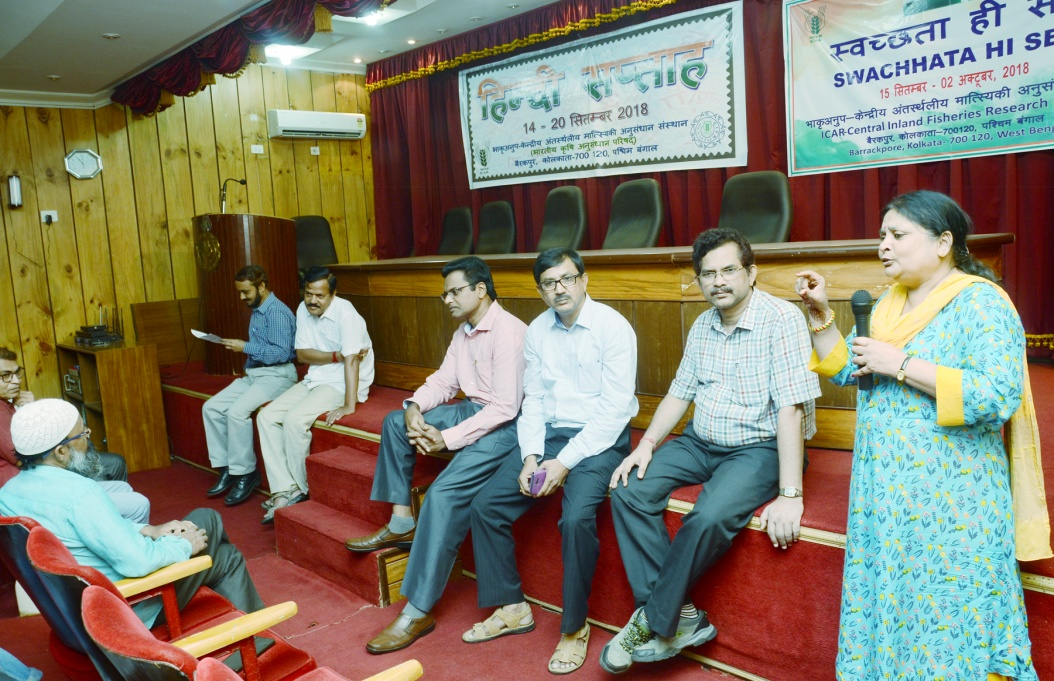 हिन्दी सप्ताह
14 - 20 सितम्बर 2018
भाकृअनुप-केन्द्रीय अंतर्स्थलीय मात्स्यिकी अनुसंधान संस्थान
(भारतीय कृषि अनुसंधान परिषद)
बैरकपुर, कोलकाता-700 120, पश्चिम बंगाल
स्वच्छता ही
SWACHHATA HI SE
15 सितम्बर - 02 अक्टूबर, 2018
भाकृअनुप-केन्द्रीय अंतर्स्थलीय मात्स्यिकी
ICAR-Central Inland Fisheries Research
बैरकपुर, कोलकाता-700120, पश्चिम बंगाल
Barrackpore, Kolkata- 700 120, West Ben